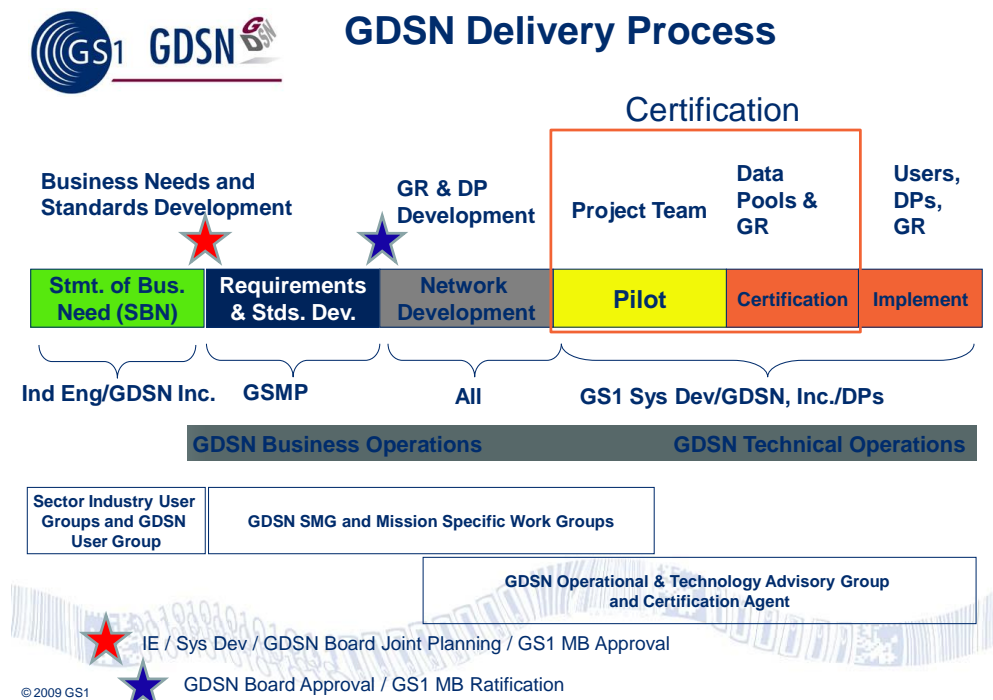 GS1 GDSN
GDSN
GDSN Delivery Process
Certification
Business Needs and
Standards Development
GR & DP
Development
Project Team
Data
Pools &
GR
Users,
DPs,
GR
Stmt. of Bus.
Need (SBN)
Requirements
& Stds. Dev.
Network
Development
Pilot
Certification
Implement
Ind Eng/GDSN Inc.
GSMP
All
GS1 Sys Dev/GDSN, Inc./DPs
GDSN Business Operations
GDSN Technical Operations
Sector Industry User
Groups and GDSN
User Group
GDSN SMG and Mission Specific Work Groups
GDSN Operational & Technology Advisory Group
and Certification Agent
IE / Sys Dev / GDSN Board Joint Planning / GS1 MB Approval
GDSN Board Approval / GS1 MB Ratification
© 2009 GS1